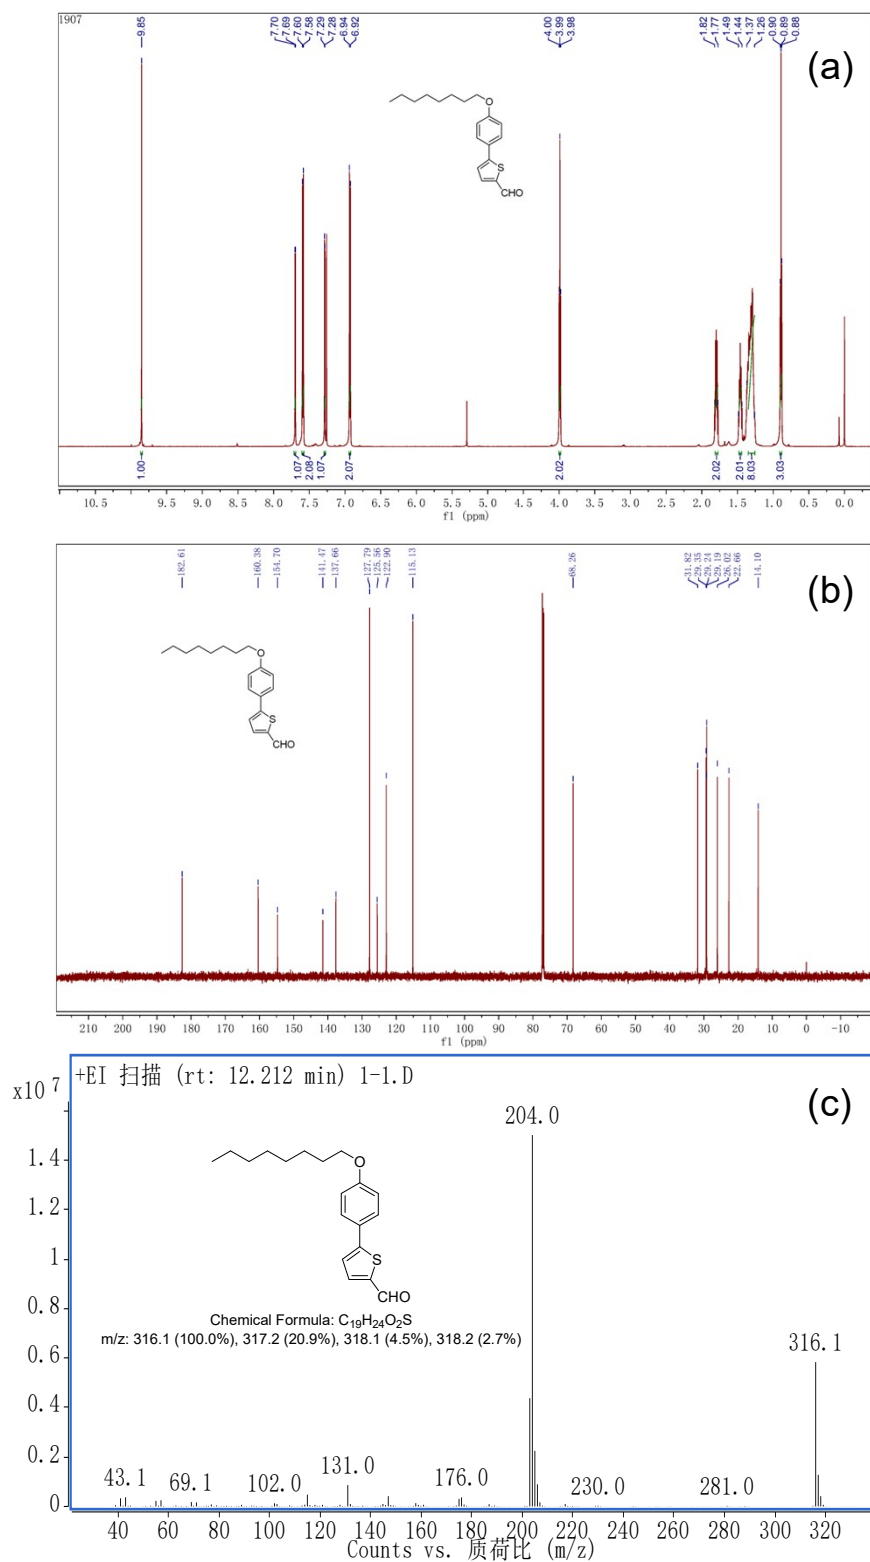 1907
9.85
7.70
7.69
7.60
7.58
7.29
7.28
6.94
6.92
4.00
3.99
3.98
1.82
1.77
1.49
1.44
1.37
1.26
0.90
0.89
0.88
(a)
O
S
CHO
1.00
1.07
2.08
1.07
2.07
2.02
2.02
2.01
8.03
3.03
10.5 9.5 9.0 8.5 8.0 7.5 7.0 6.5 6.0 5.5 5.0 4.5 4.0 3.5 3.0 2.5 2.0 1.5 1.0 0.5 0.0
f1 (ppm)
182.61
160.38
154.70
141.47
137.66
127.79
125.56
122.90
115.13
68.26
31.82
29.35
29.24
29.19
26.02
22.66
14.10
(b)
O
S
CHO
210 200 190 180 170 160 150 140 130 120 110 100 90 80 70 60 50 40 30 20 10 0 -10
f1 (ppm)
+EI 扫描 (rt: 12.212 min) 1-1.D
x10 7
(c)
204.0
1.4
O
1.2
1
S
CHO
0.8
Chemical Formula: C19H24O2S
m/z: 316.1 (100.0%), 317.2 (20.9%), 318.1 (4.5%), 318.2 (2.7%)
0.6
316.1
0.4
0.2
43.1 69.1 102.0 131.0 176.0 230.0 281.0
0
40 60 80 100 120 140 160 180 200 220 240 260 280 300 320
Counts vs. 质荷比 (m/z)